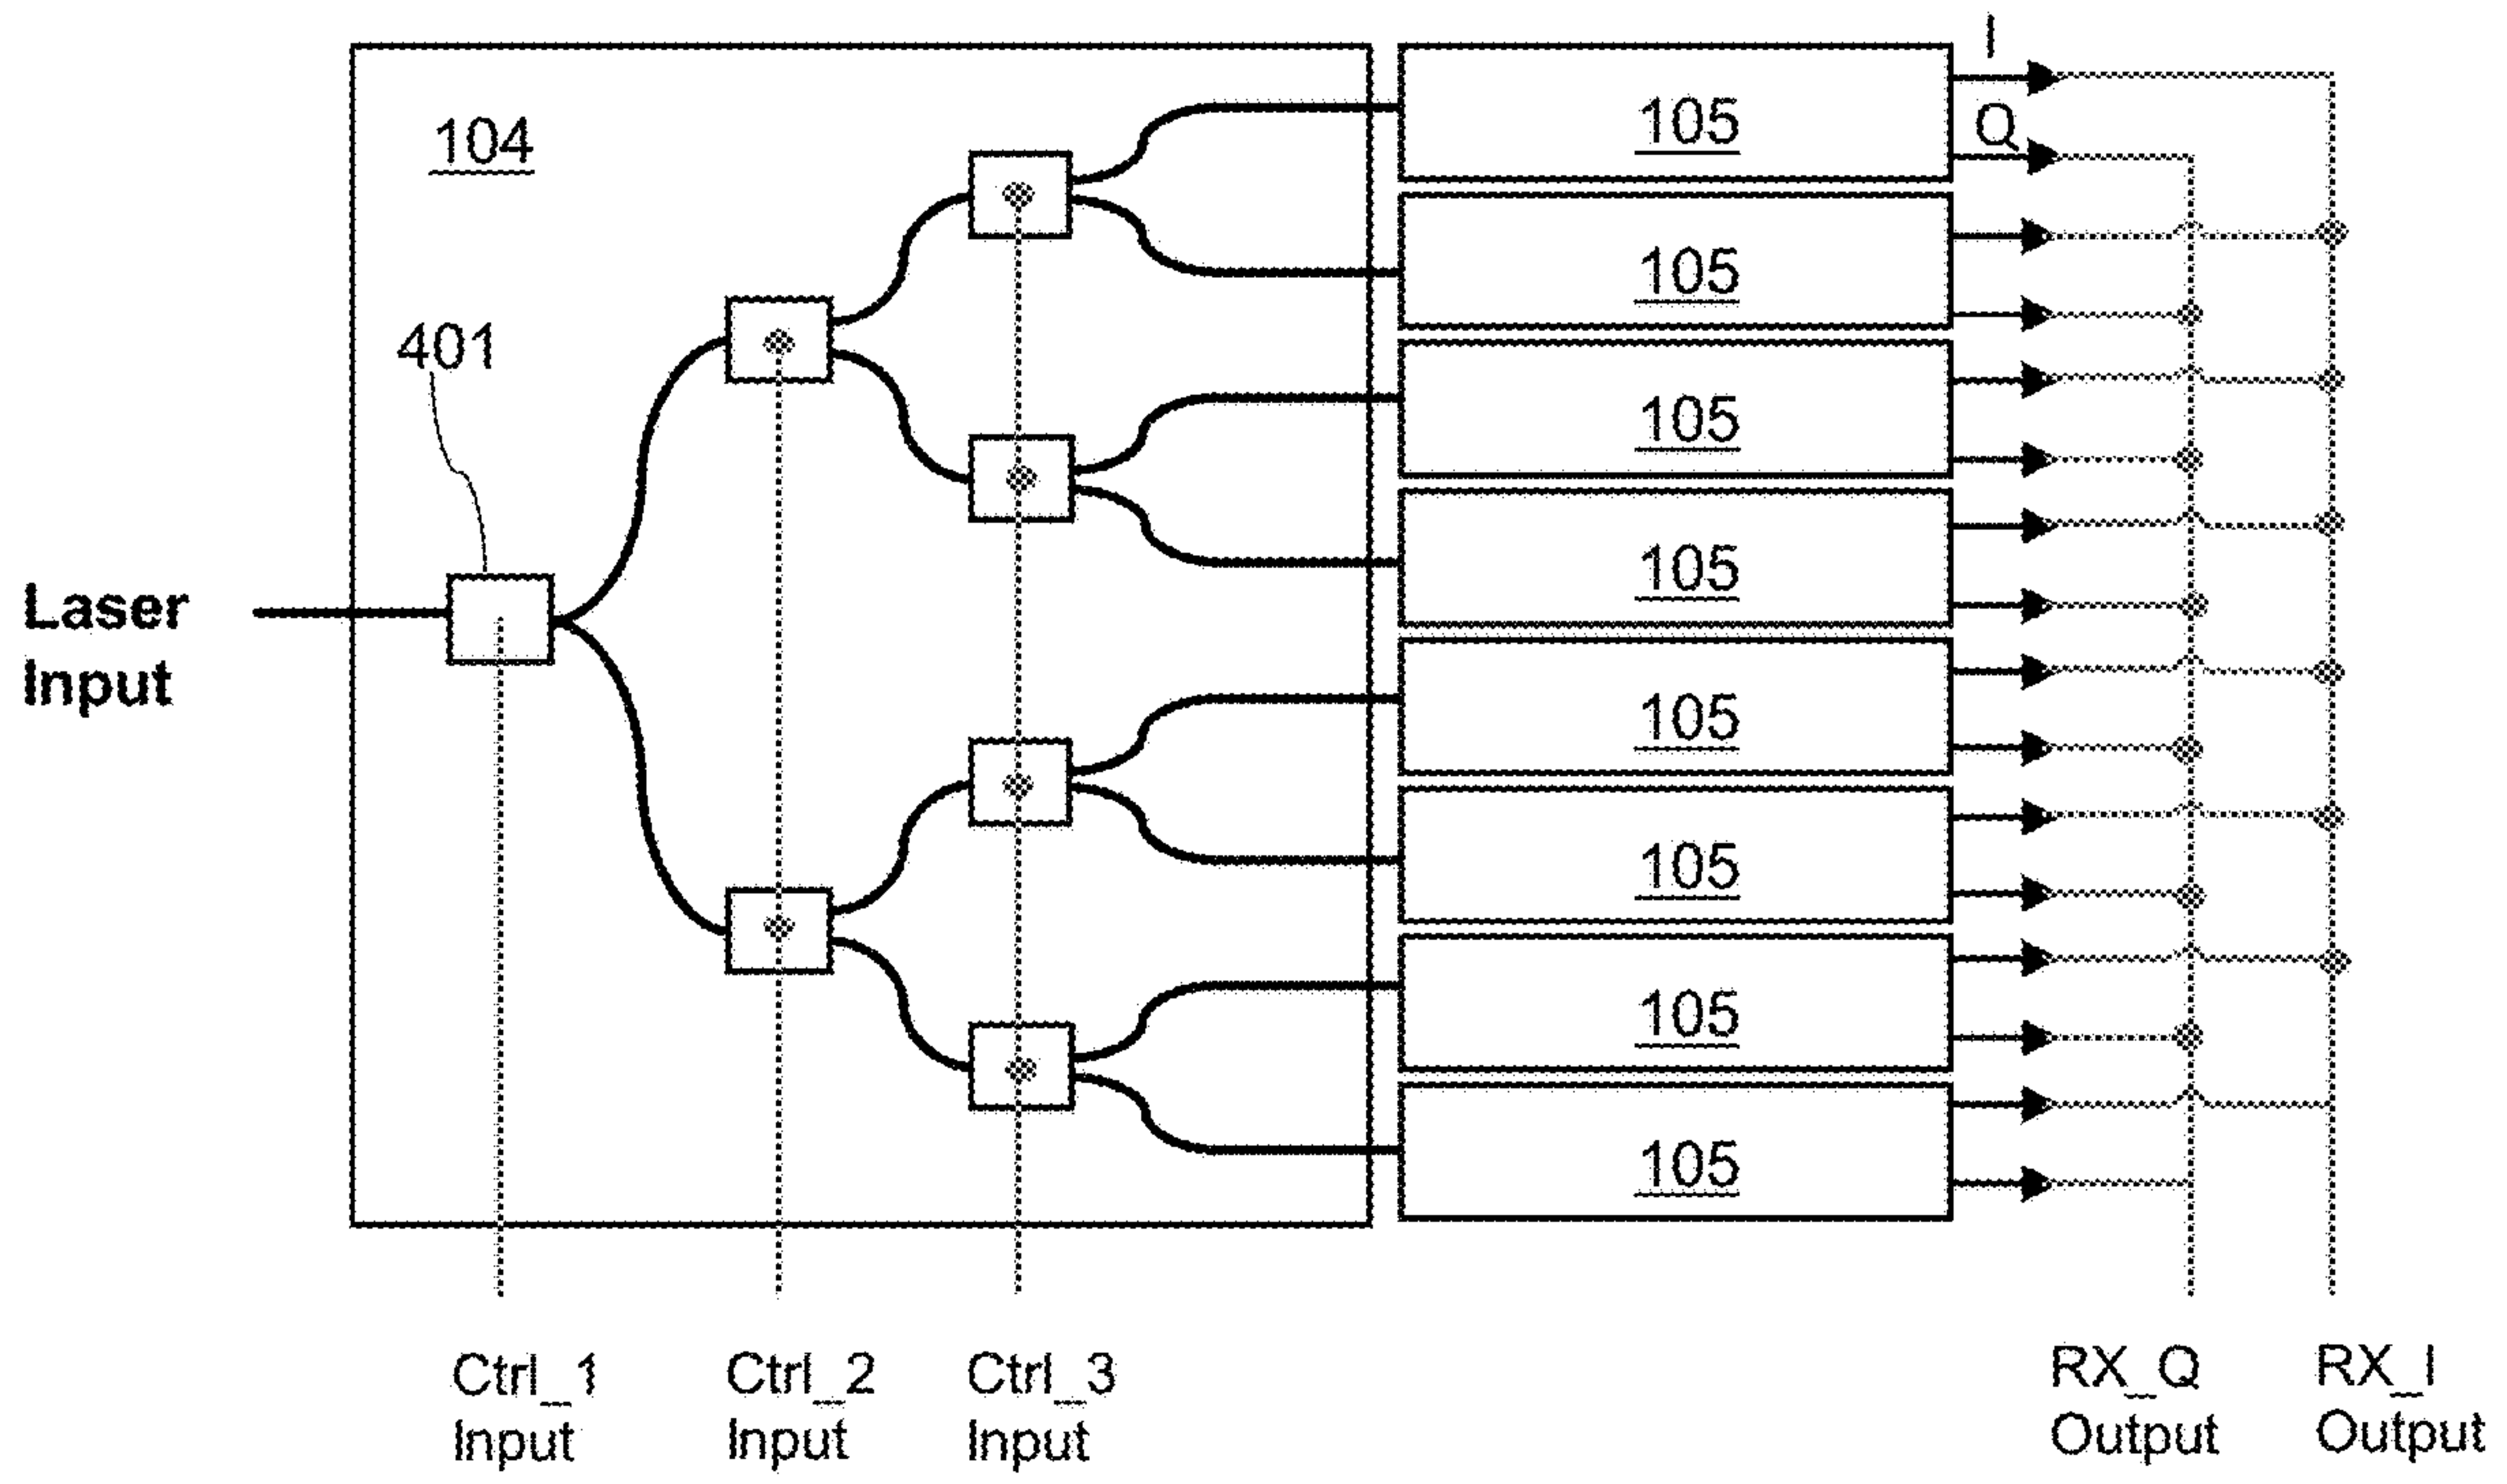 I
Q
104
105
105
401
105
105
Laser
Input
105
105
105
105
Ctrl_1
Input
Ctrl_2
Input
Ctrl_3
Input
RX_Q
Output
RX_I
Output